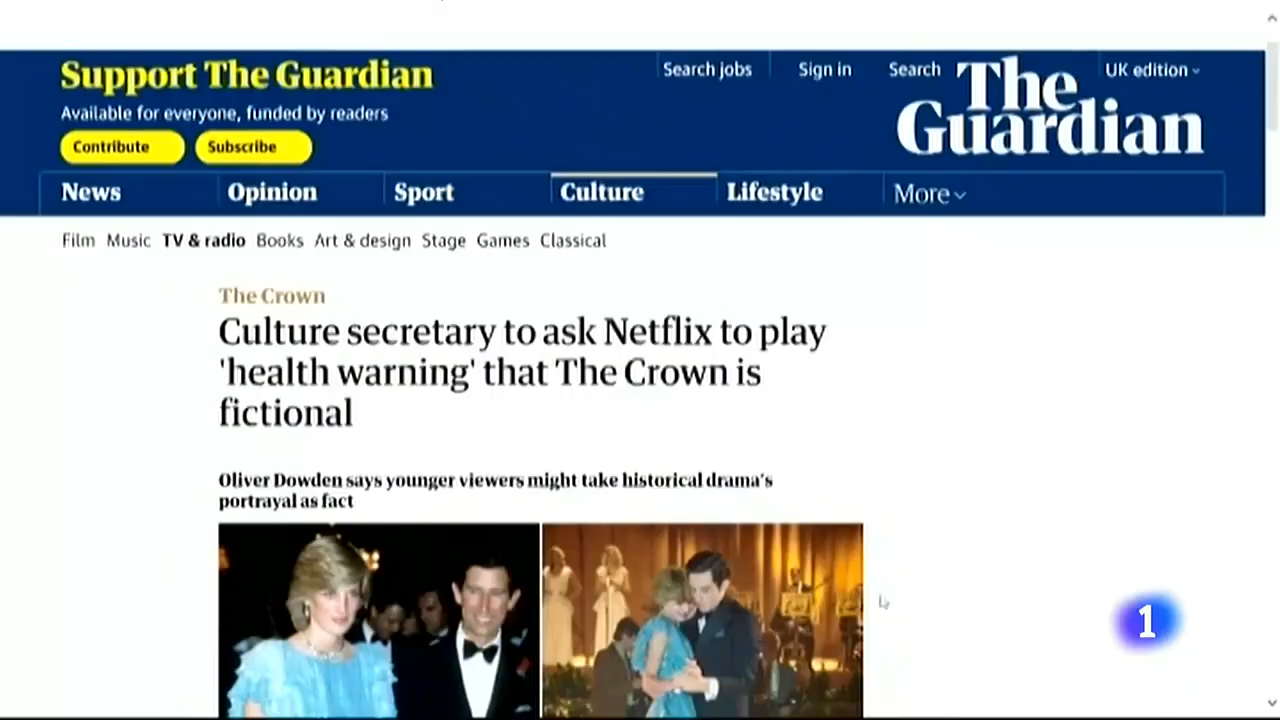 Support The Guardian
Available for everyone, funded by readers
Contribute
Subscribe
Search jobs
Sign in
Search
UK edition
The
Guardian
News
Opinion
Sport
Culture
Lifestyle
More
Film Music TV & radio Books Art & design Stage Games Classical
The Crown
Culture secretary to ask Netflix to play
'health warning' that The Crown is
fictional
Oliver Dowden says younger viewers might take historical drama's
portrayal as fact
1